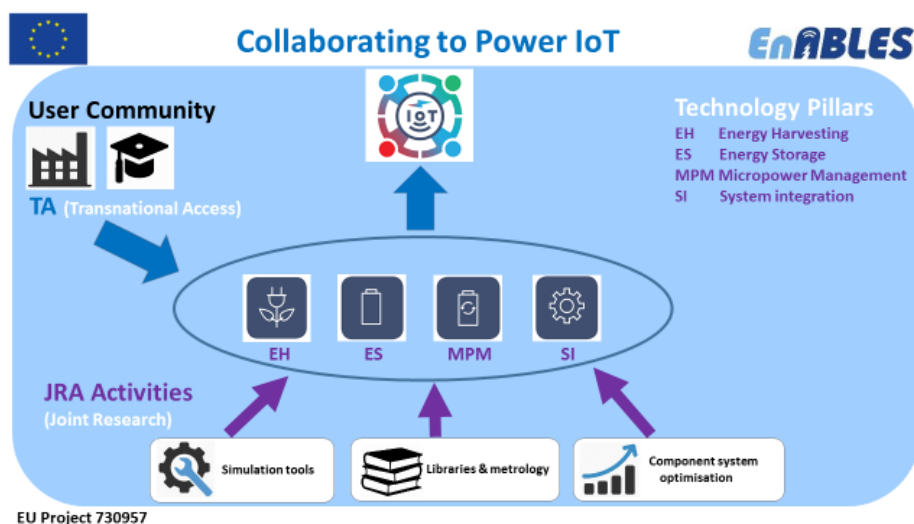 Collaborating to Power IoT
EnABLES
User Community
IoT
Technology Pillars
EH Energy Harvesting
ES Energy Storage
MPM Micropower Management
SI System integration
TA (Transnational Access)
EH ES MPM SI
JRA Activities
(Joint Research)
Simulation tools
Libraries & metrology
Component system
optimisation
EU Project 730957